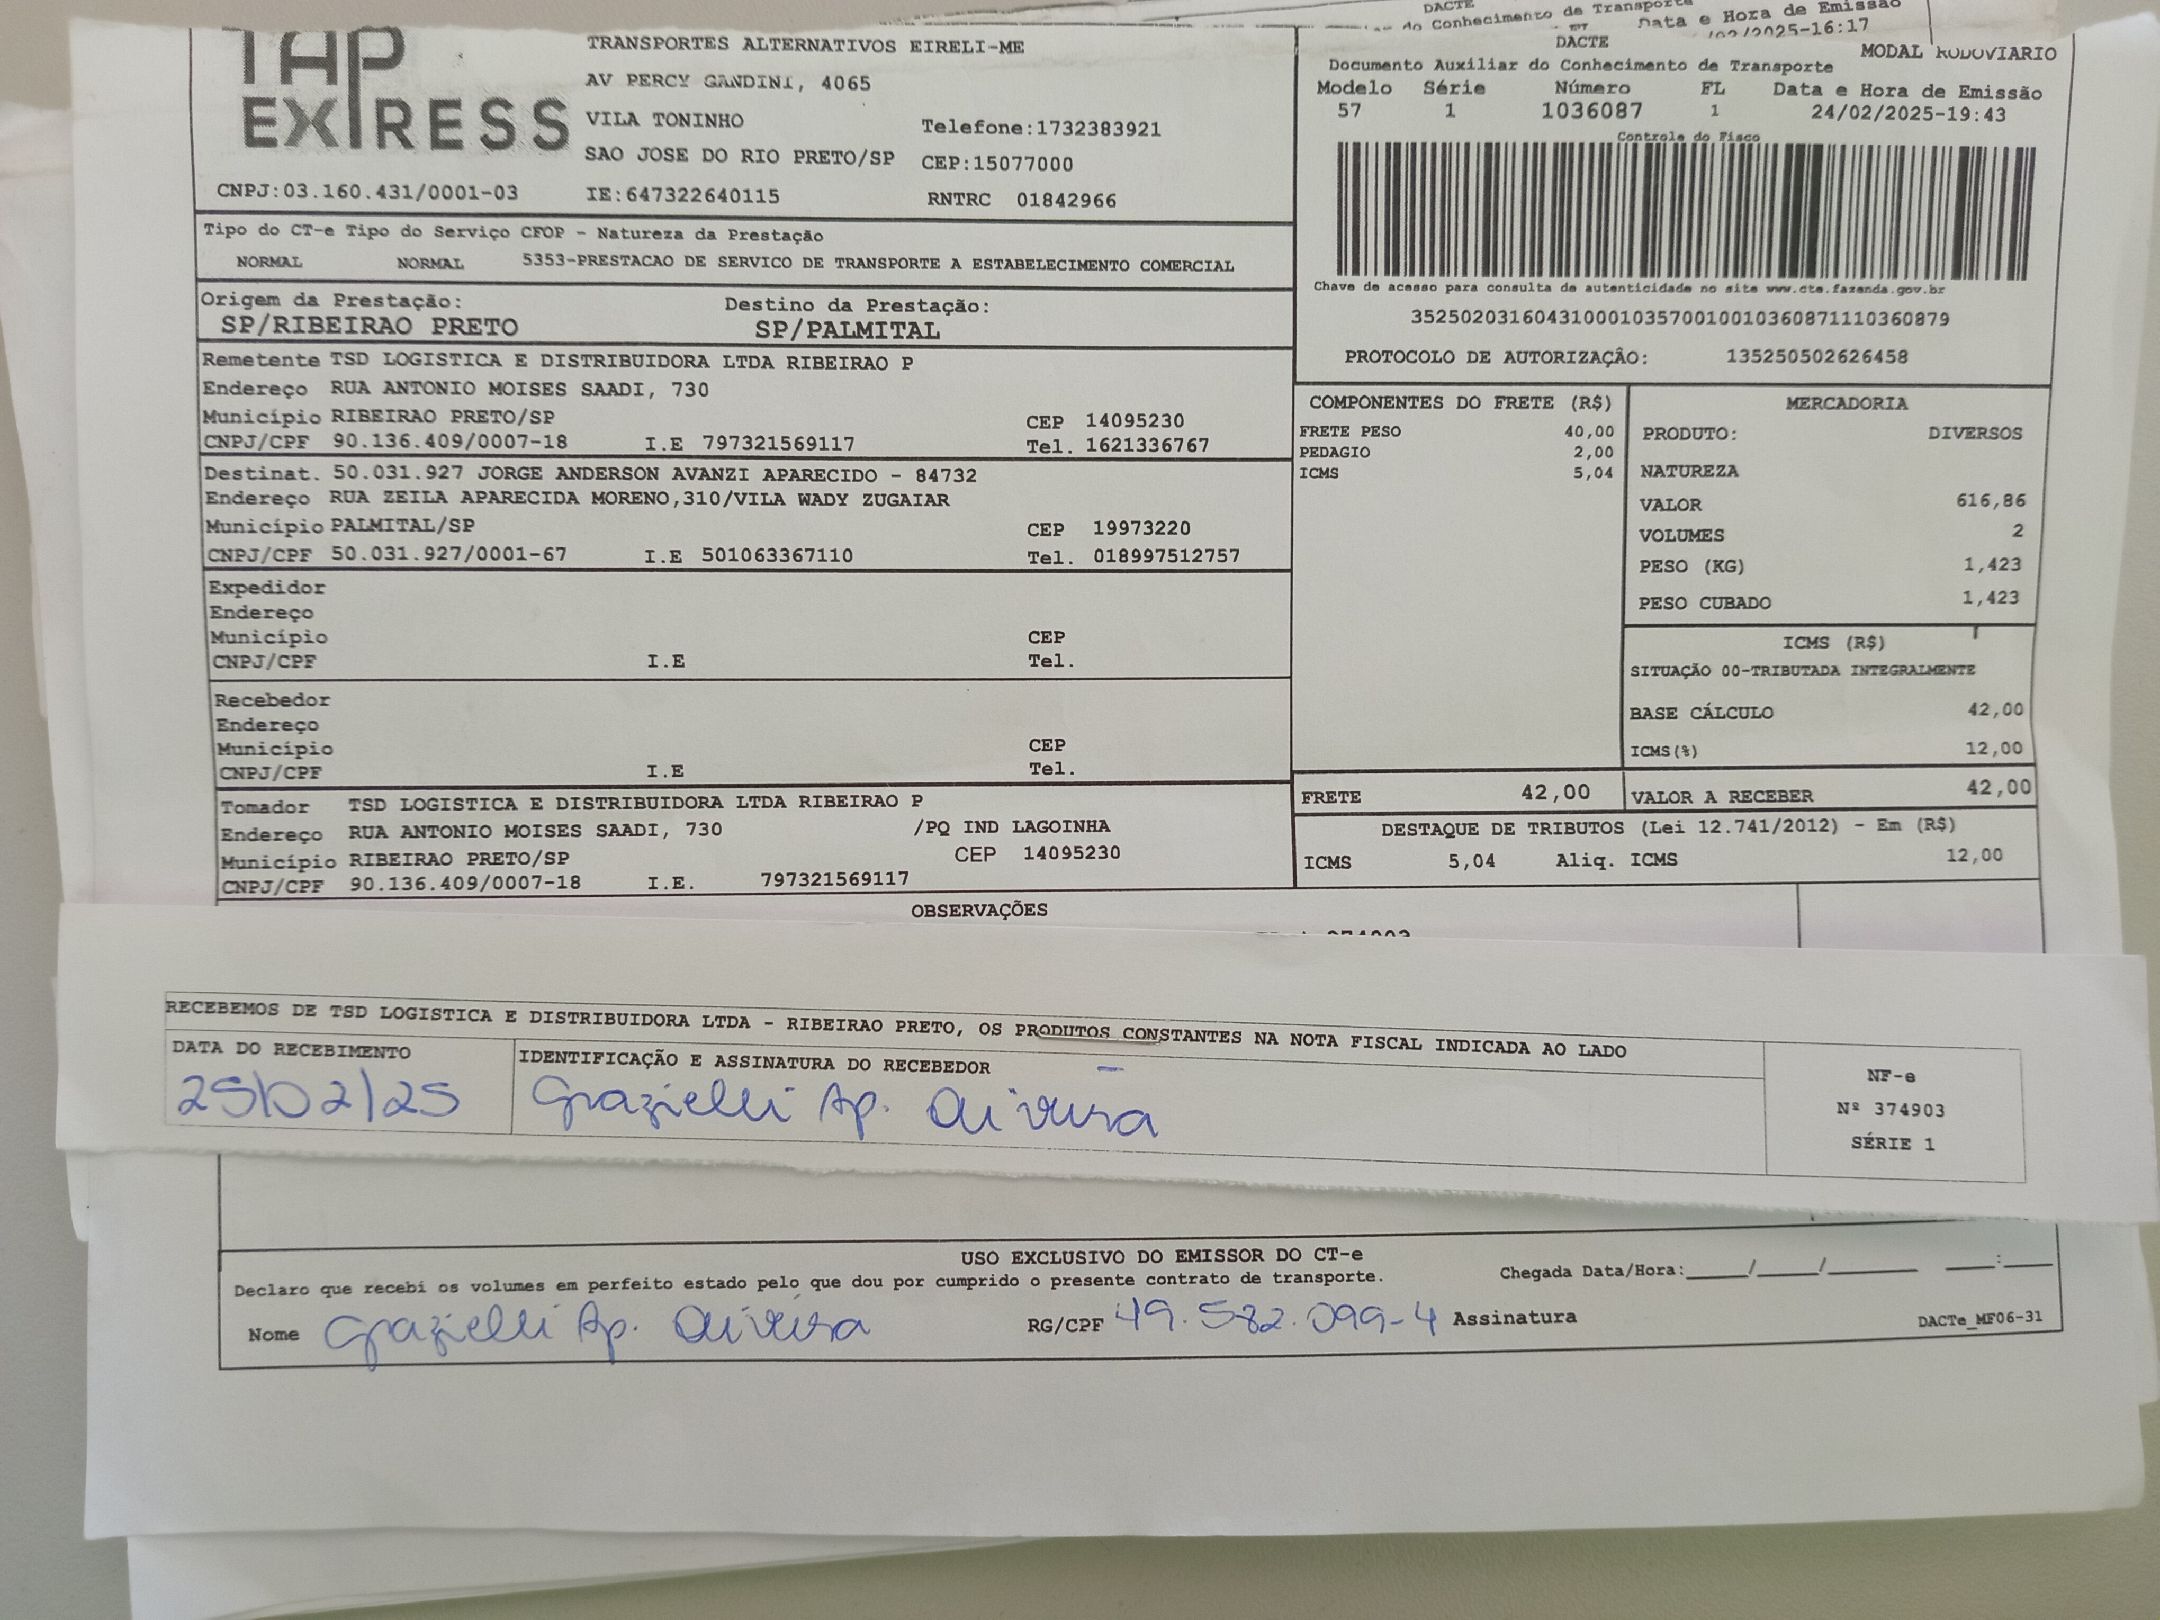 DACTE
do Conhecimento de Transporte
Data e Hora de Emissão
/02/2025-16:17
TAP EXPRESS
TRANSPORTES ALTERNATIVOS EIRELI-ME
AV PERCY GANDINI, 4065
VILA TONINHO
Telefone:1732383921
SAO JOSE DO RIO PRETO/SP CEP:15077000
CNPJ:03.160.431/0001-03 IE:647322640115 RNTRC 01842966
DACTE MODAL RODOVIARIO
Documento Auxiliar do Conhecimento de Transporte
Modelo Série Número FL Data e Hora de Emissão
57 1 1036087 1 24/02/2025-19:43
Controle do Fisco
Chave de acesso para consulta de autenticidade no site www.cte.fazenda.gov.br
35250203160431000103570010010360871110360879
PROTOCOLO DE AUTORIZAÇÃO: 135250502626458
Tipo do CT-e Tipo do Serviço CFOP - Natureza da Prestação
NORMAL NORMAL 5353-PRESTACAO DE SERVICO DE TRANSPORTE A ESTABELECIMENTO COMERCIAL
Origem da Prestação: Destino da Prestação:
SP/RIBEIRAO PRETO SP/PALMITAL
Remetente TSD LOGISTICA E DISTRIBUIDORA LTDA RIBEIRAO P
Endereço RUA ANTONIO MOISES SAADI, 730
Município RIBEIRAO PRETO/SP CEP 14095230
CNPJ/CPF 90.136.409/0007-18 I.E 797321569117 Tel. 1621336767
Destinat. 50.031.927 JORGE ANDERSON AVANZI APARECIDO - 84732
Endereço RUA ZEILA APARECIDA MORENO,310/VILA WADY ZUGAIAR
Município PALMITAL/SP CEP 19973220
CNPJ/CPF 50.031.927/0001-67 I.E 501063367110 Tel. 018997512757
Expedidor
Endereço
Município CEP
CNPJ/CPF I.E Tel.
Recebedor
Endereço
Município CEP
CNPJ/CPF I.E Tel.
Tomador TSD LOGISTICA E DISTRIBUIDORA LTDA RIBEIRAO P
Endereço RUA ANTONIO MOISES SAADI, 730 /PQ IND LAGOINHA
Município RIBEIRAO PRETO/SP CEP 14095230
CNPJ/CPF 90.136.409/0007-18 I.E. 797321569117
COMPONENTES DO FRETE (R$)
FRETE PESO 40,00
PEDAGIO 2,00
ICMS 5,04
MERCADORIA
PRODUTO: DIVERSOS
NATUREZA
VALOR 616,86
VOLUMES 2
PESO (KG) 1,423
PESO CUBADO 1,423
ICMS (R$)
SITUAÇÃO 00-TRIBUTADA INTEGRALMENTE
BASE CÁLCULO 42,00
ICMS(%) 12,00
FRETE 42,00 VALOR A RECEBER 42,00
DESTAQUE DE TRIBUTOS (Lei 12.741/2012) - Em (R$)
ICMS 5,04 Aliq. ICMS 12,00
OBSERVAÇÕES
RECEBEMOS DE TSD LOGISTICA E DISTRIBUIDORA LTDA - RIBEIRAO PRETO, OS PRODUTOS CONSTANTES NA NOTA FISCAL INDICADA AO LADO
DATA DO RECEBIMENTO IDENTIFICAÇÃO E ASSINATURA DO RECEBEDOR
25/02/25 Grazielli Ap. Oliveira
NF-e
Nº 374903
SÉRIE 1
USO EXCLUSIVO DO EMISSOR DO CT-e
Declaro que recebi os volumes em perfeito estado pelo que dou por cumprido o presente contrato de transporte. Chegada Data/Hora:____/____/______ ___:___
Nome Grazielli Ap. Oliveira RG/CPF 49.582.099-4 Assinatura DACTe_MF06-31